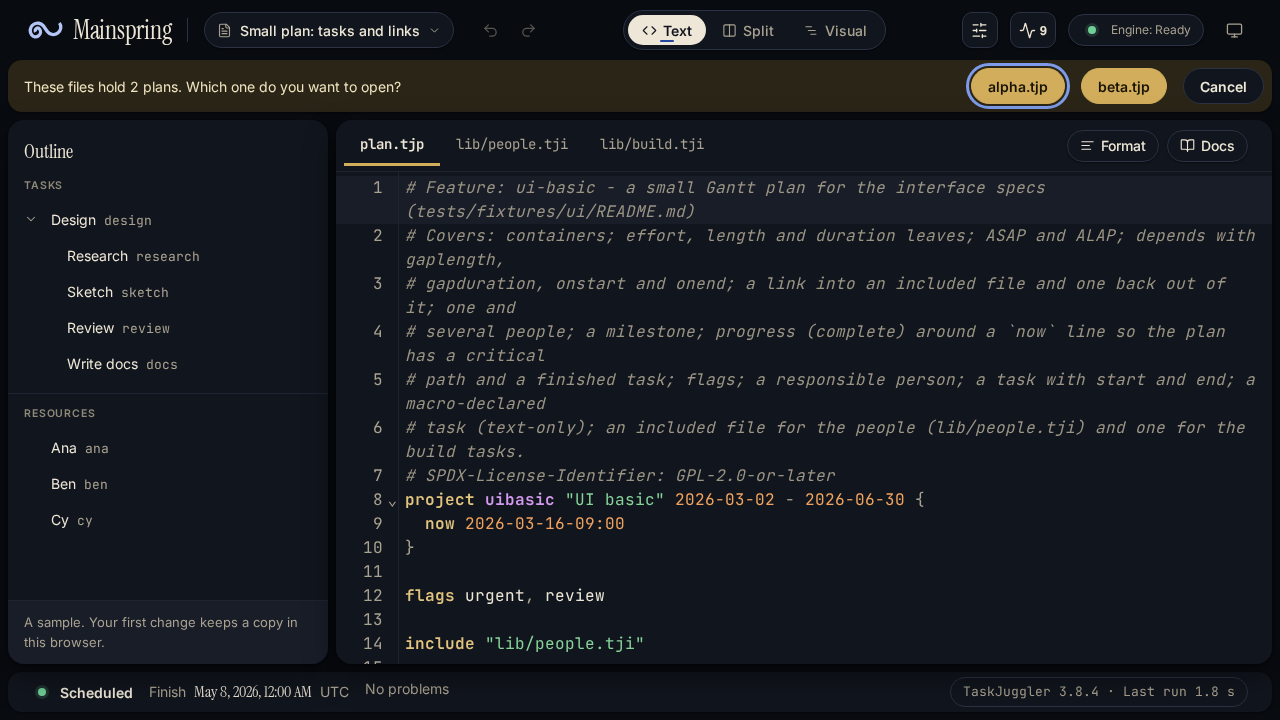 Mainspring
Small plan: tasks and links
Text
Split
Visual
9
Engine: Ready
These files hold 2 plans. Which one do you want to open?
alpha.tjp
beta.tjp
Cancel
Outline
TASKS
Design design
Research research
Sketch sketch
Review review
Write docs docs
RESOURCES
Ana ana
Ben ben
Cy cy
A sample. Your first change keeps a copy in
this browser.
plan.tjp
lib/people.tji
lib/build.tji
Format
Docs
1 # Feature: ui-basic - a small Gantt plan for the interface specs
(tests/fixtures/ui/README.md)
2 # Covers: containers; effort, length and duration leaves; ASAP and ALAP; depends with
gaplength,
3 # gapduration, onstart and onend; a link into an included file and one back out of
it; one and
4 # several people; a milestone; progress (complete) around a `now` line so the plan
has a critical
5 # path and a finished task; flags; a responsible person; a task with start and end; a
macro-declared
6 # task (text-only); an included file for the people (lib/people.tji) and one for the
build tasks.
7 # SPDX-License-Identifier: GPL-2.0-or-later
8 project uibasic "UI basic" 2026-03-02 - 2026-06-30 {
9 now 2026-03-16-09:00
10 }
11
12 flags urgent, review
13
14 include "lib/people.tji"
Scheduled
Finish May 8, 2026, 12:00 AM UTC
No problems
TaskJuggler 3.8.4 · Last run 1.8 s